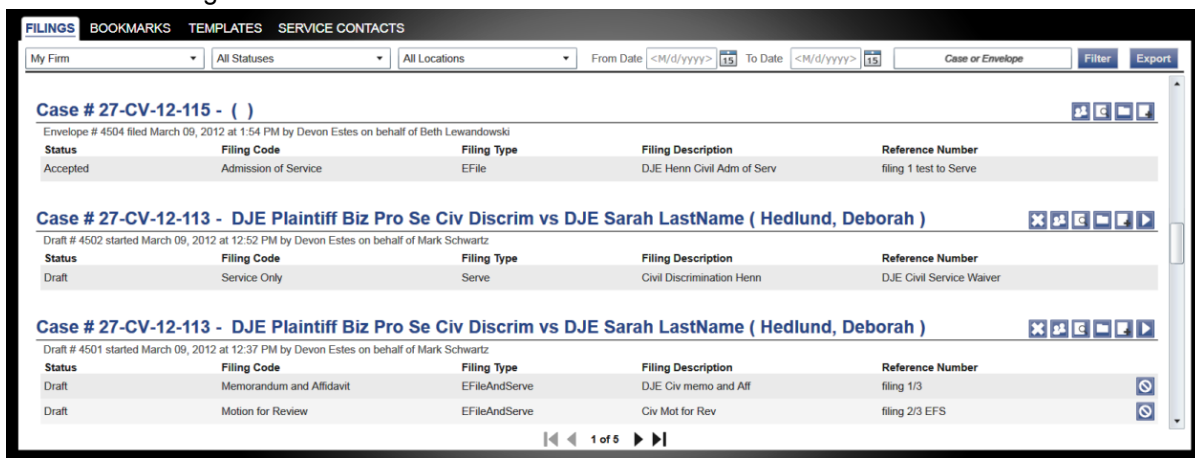 FILINGS BOOKMARKS TEMPLATES SERVICE CONTACTS
My Firm All Statuses All Locations From Date <M/d/yyyy> 15 To Date <M/d/yyyy> 15 Case or Envelope Filter Export
Case # 27-CV-12-115 - ( )
Envelope # 4504 filed March 09, 2012 at 1:54 PM by Devon Estes on behalf of Beth Lewandowski
Status Filing Code Filing Type Filing Description Reference Number
Accepted Admission of Service EFile DJE Henn Civil Adm of Serv filing 1 test to Serve
Case # 27-CV-12-113 - DJE Plaintiff Biz Pro Se Civ Discrim vs DJE Sarah LastName ( Hedlund, Deborah )
Draft # 4502 started March 09, 2012 at 12:52 PM by Devon Estes on behalf of Mark Schwartz
Status Filing Code Filing Type Filing Description Reference Number
Draft Service Only Serve Civil Discrimination Henn DJE Civil Service Waiver
Case # 27-CV-12-113 - DJE Plaintiff Biz Pro Se Civ Discrim vs DJE Sarah LastName ( Hedlund, Deborah )
Draft # 4501 started March 09, 2012 at 12:37 PM by Devon Estes on behalf of Mark Schwartz
Status Filing Code Filing Type Filing Description Reference Number
Draft Memorandum and Affidavit EFileAndServe DJE Civ memo and Aff filing 1/3
Draft Motion for Review EFileAndServe Civ Mot for Rev filing 2/3 EFS
1 of 5